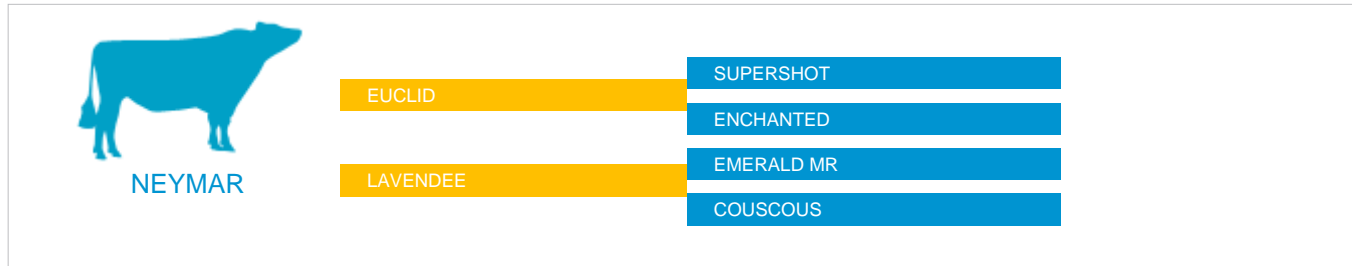 NEYMAR
EUCLID
LAVENDEE
SUPERSHOT
ENCHANTED
EMERALD MR
COUSCOUS